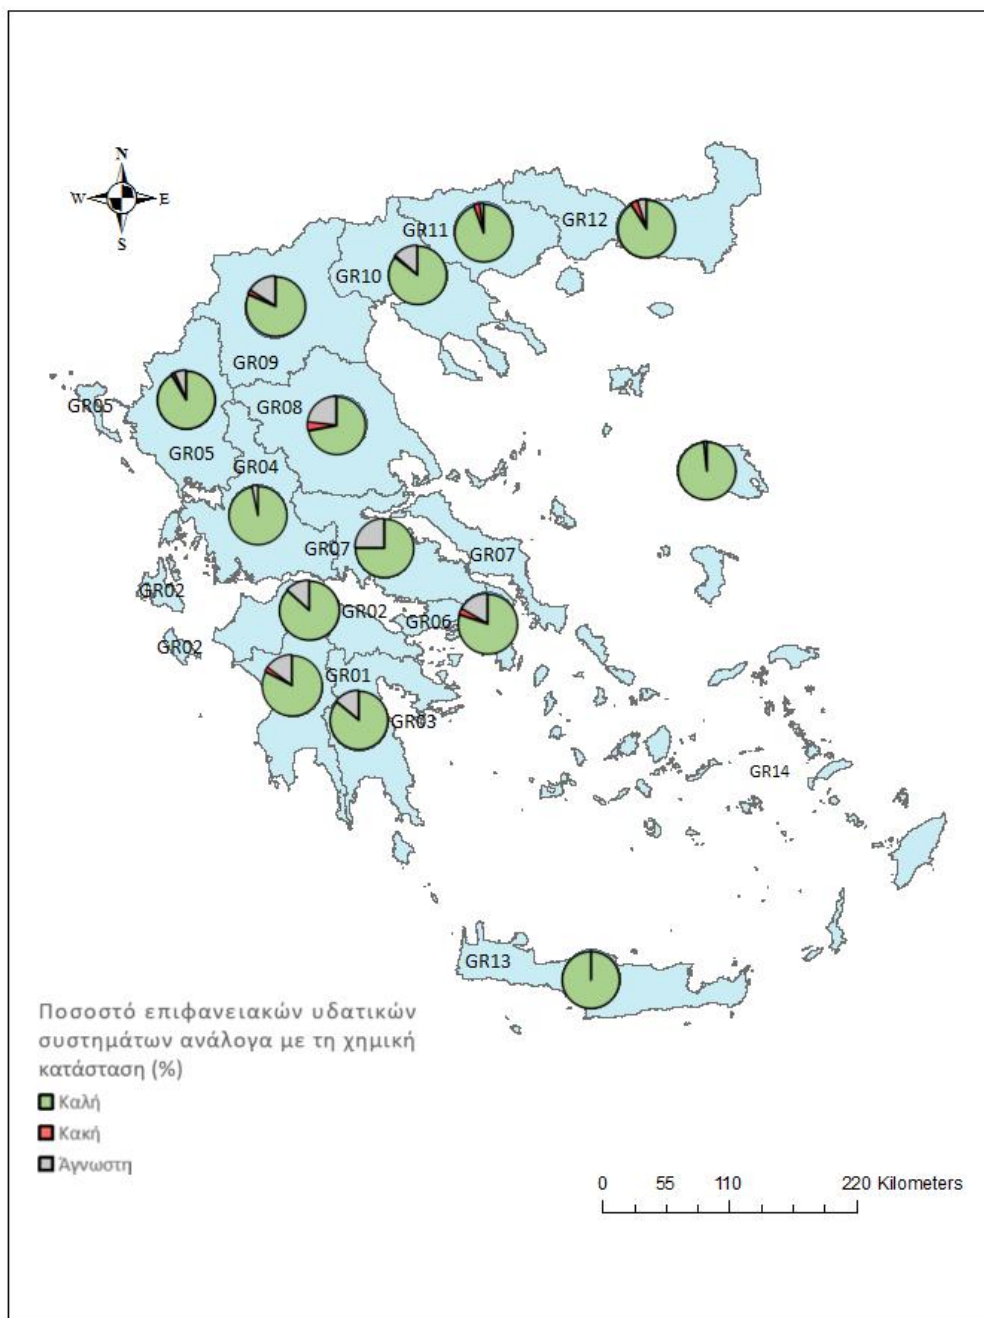 N
W E
S
GR11
GR12
GR10
GR09
GR05
GR08
GR05
GR04
GR07
GR07
GR02
GR02
GR06
GR02
GR01
GR03
GR14
GR13
Ποσοστό επιφανειακών υδατικών
συστημάτων ανάλογα με τη χημική
κατάσταση (%)
Καλή
Κακή
Άγνωστη
0 55 110 220 Kilometers